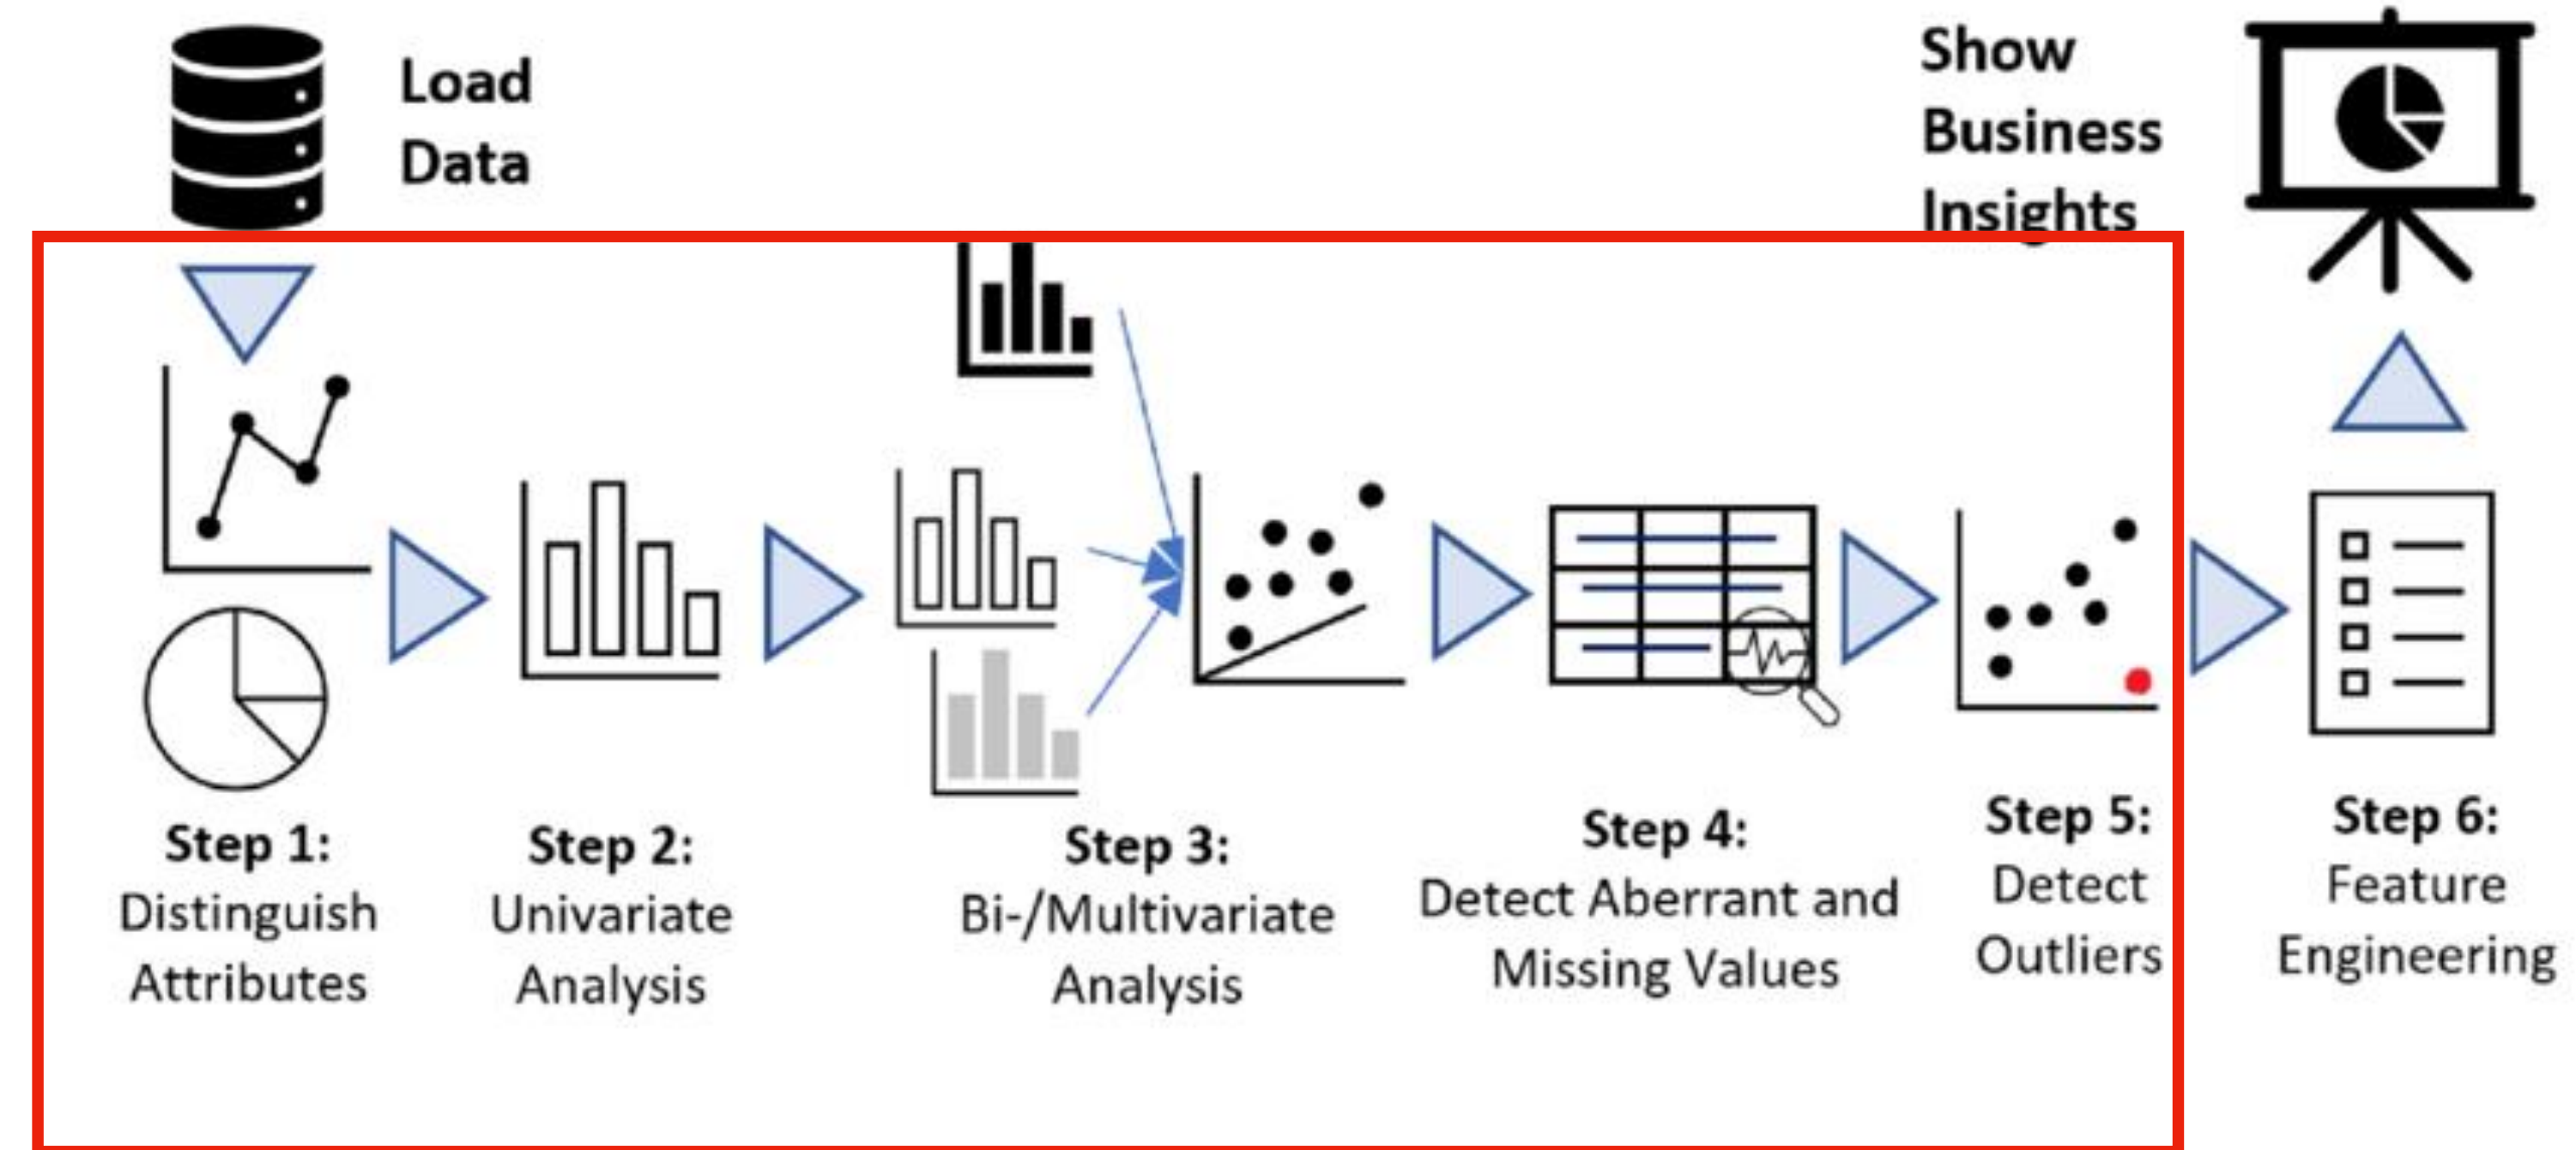 Load
Data
Show
Business
Insights
Step 1:
Distinguish
Attributes
Step 2:
Univariate
Analysis
Step 3:
Bi-/Multivariate
Analysis
Step 4:
Detect Aberrant and
Missing Values
Step 5:
Detect
Outliers
Step 6:
Feature
Engineering